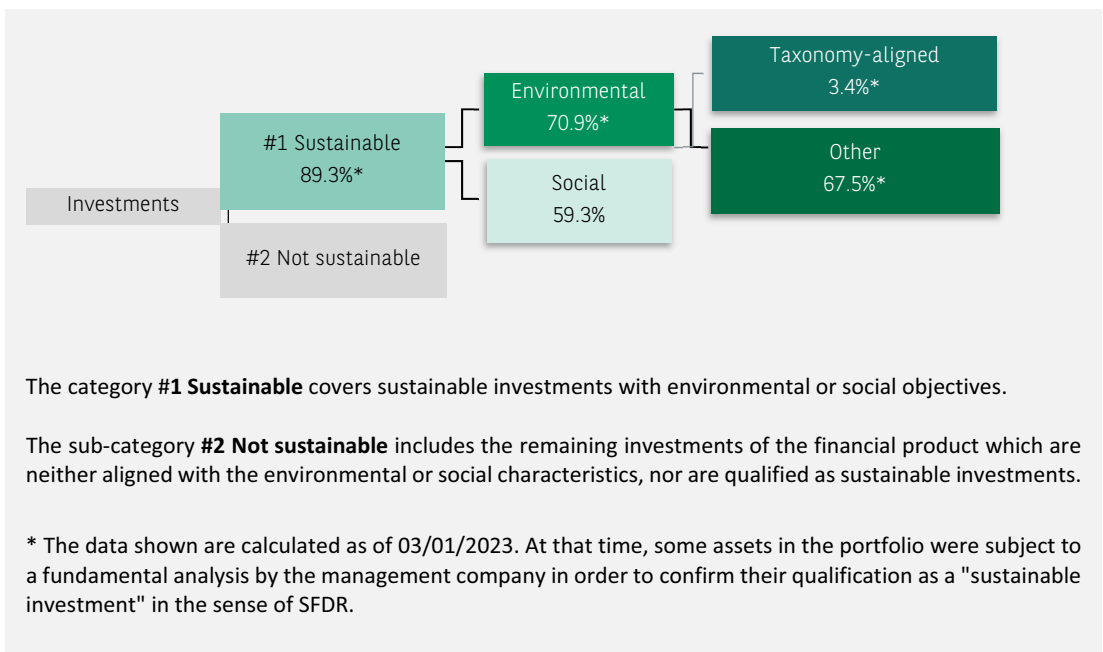 Taxonomy-aligned
3.4%*
Environmental
70.9%*
#1 Sustainable
89.3%*
Other
67.5%*
Social
59.3%
Investments
#2 Not sustainable
The category #1 Sustainable covers sustainable investments with environmental or social objectives.
The sub-category #2 Not sustainable includes the remaining investments of the financial product which are
neither aligned with the environmental or social characteristics, nor are qualified as sustainable investments.
* The data shown are calculated as of 03/01/2023. At that time, some assets in the portfolio were subject to
a fundamental analysis by the management company in order to confirm their qualification as a "sustainable
investment" in the sense of SFDR.